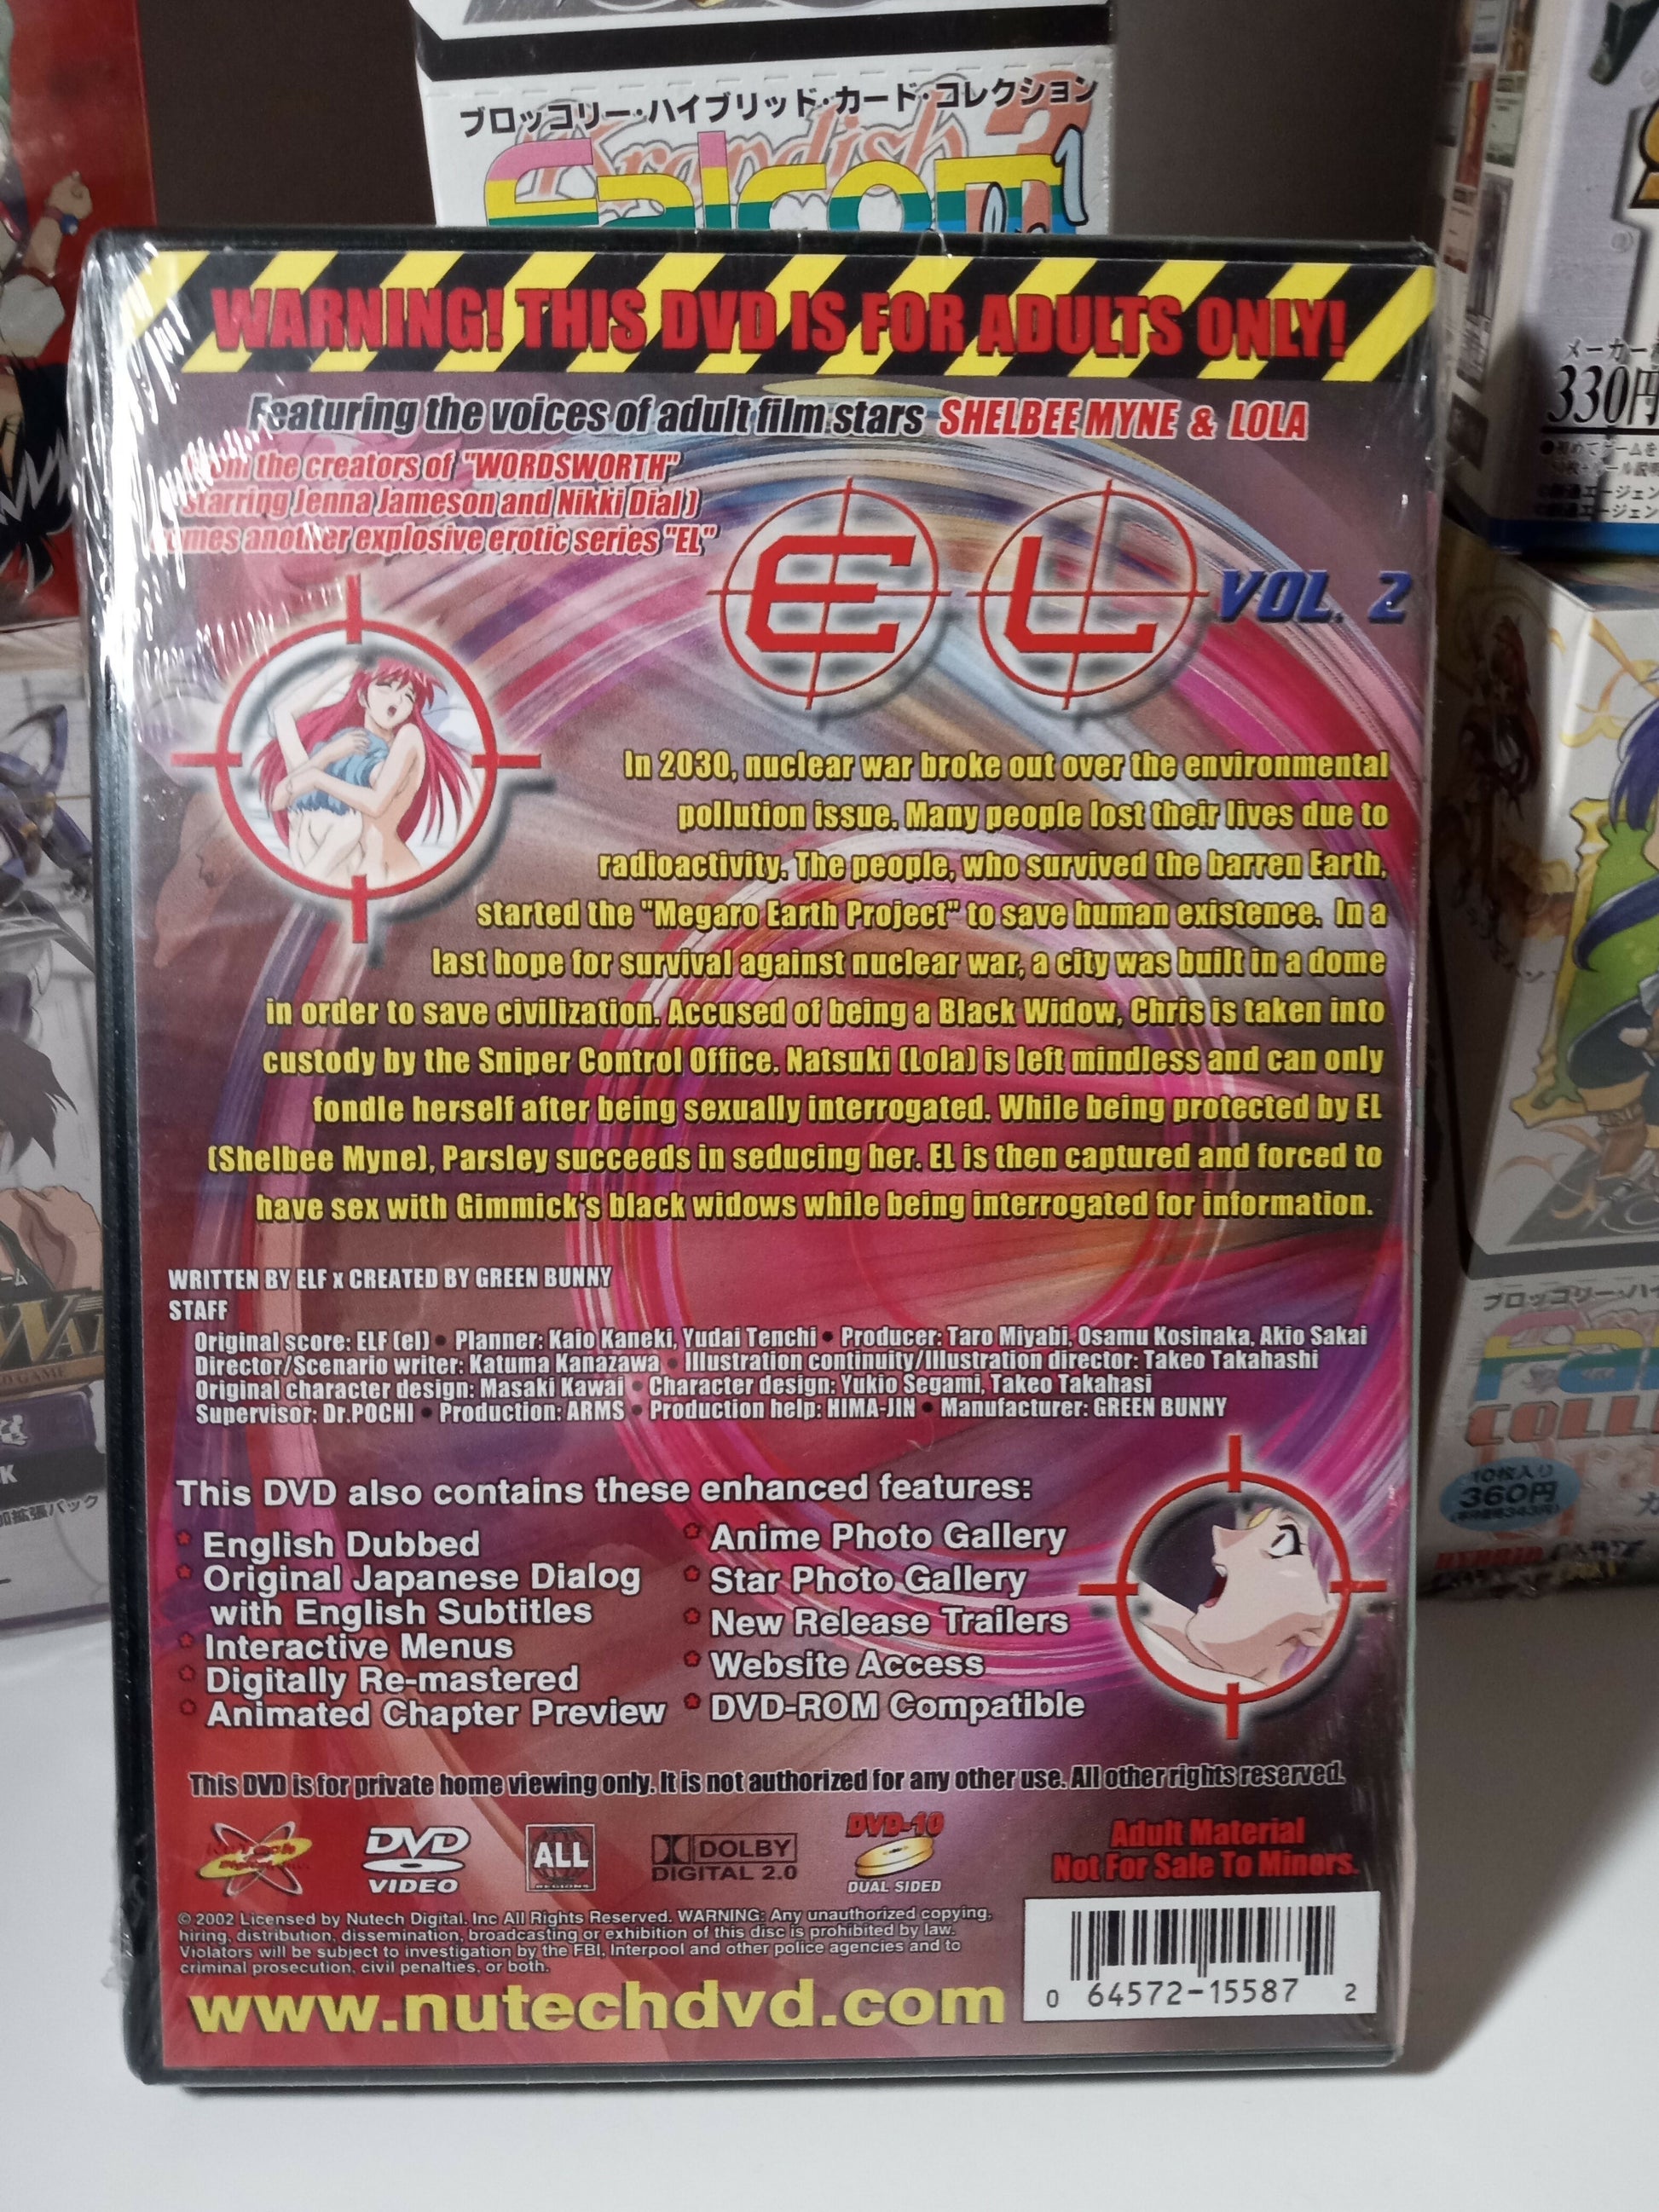 ブロッコリー・ハイブリッド・カード・コレクション
Falcom
1
330円
WARNING! THIS DVD IS FOR ADULTS ONLY!
Featuring the voices of adult film stars SHELBEE MYNE & LOLA
the creators of "WORDSWORTH"
starring Jenna Jameson and Nikki Dial)
another explosive erotic series "EL"
EL VOL. 2
In 2030, nuclear war broke out over the environmental
pollution issue. Many people lost their lives due to
radioactivity. The people, who survived the barren Earth,
started the "Megaro Earth Project" to save human existence. In a
last hope for survival against nuclear war, a city was built in a dome
in order to save civilization. Accused of being a Black Widow, Chris is taken into
custody by the Sniper Control Office. Natsuki (Lola) is left mindless and can only
fondle herself after being sexually interrogated. While being protected by EL
(Shelbee Myne), Parsley succeeds in seducing her. EL is then captured and forced to
have sex with Gimmick's black widows while being interrogated for information.
WRITTEN BY ELF x CREATED BY GREEN BUNNY
STAFF
Original score: ELF (el) • Planner: Kaio Kaneki, Yudai Tenchi • Producer: Taro Miyabi, Osamu Kosinaka, Akio Sakai
Director/Scenario writer: Katuma Kanazawa • Illustration continuity/Illustration director: Takeo Takahashi
Original character design: Masaki Kawai • Character design: Yukio Segami, Takeo Takahasi
Supervisor: Dr.POCHI • Production: ARMS • Production help: HIMA-JIN • Manufacturer: GREEN BUNNY
This DVD also contains these enhanced features:
* English Dubbed
* Original Japanese Dialog
with English Subtitles
* Interactive Menus
* Digitally Re-mastered
* Animated Chapter Preview
* Anime Photo Gallery
* Star Photo Gallery
* New Release Trailers
* Website Access
* DVD-ROM Compatible
This DVD is for private home viewing only. It is not authorized for any other use. All other rights reserved.
DVD VIDEO
ALL
REGIONS
DOLBY
DIGITAL 2.0
DVD-10
DUAL SIDED
Adult Material
Not For Sale To Minors.
© 2002 Licensed by Nutech Digital. Inc All Rights Reserved. WARNING: Any unauthorized copying,
hiring, distribution, dissemination, broadcasting or exhibition of this disc is prohibited by law.
Violators will be subject to investigation by the FBI, Interpool and other police agencies and to
criminal prosecution, civil penalties, or both.
www.nutechdvd.com
0 64572-15587 2
10枚入り
360円